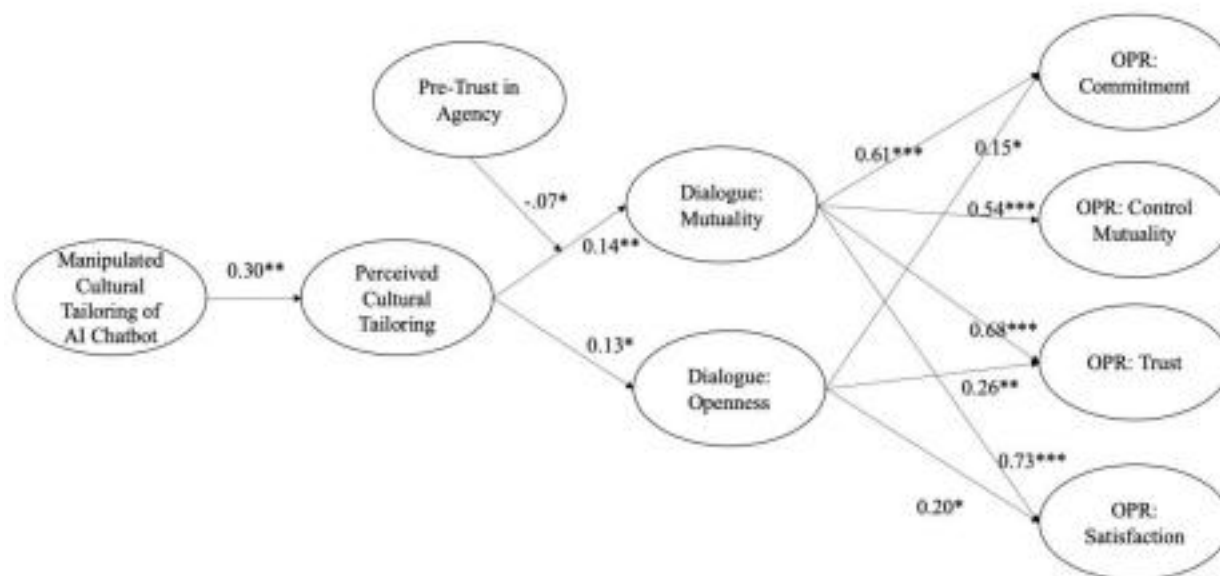 OPR:
Commitment
Pre-Trust in
Agency
0.61***
0.15*
-.07*
Dialogue:
Mutuality
0.14**
0.54***
OPR: Control
Mutuality
Manipulated
Cultural
Tailoring of
AI Chatbot
0.30**
Perceived
Cultural
Tailoring
0.13*
Dialogue:
Openness
0.68***
0.26**
OPR: Trust
0.73***
0.20*
OPR:
Satisfaction